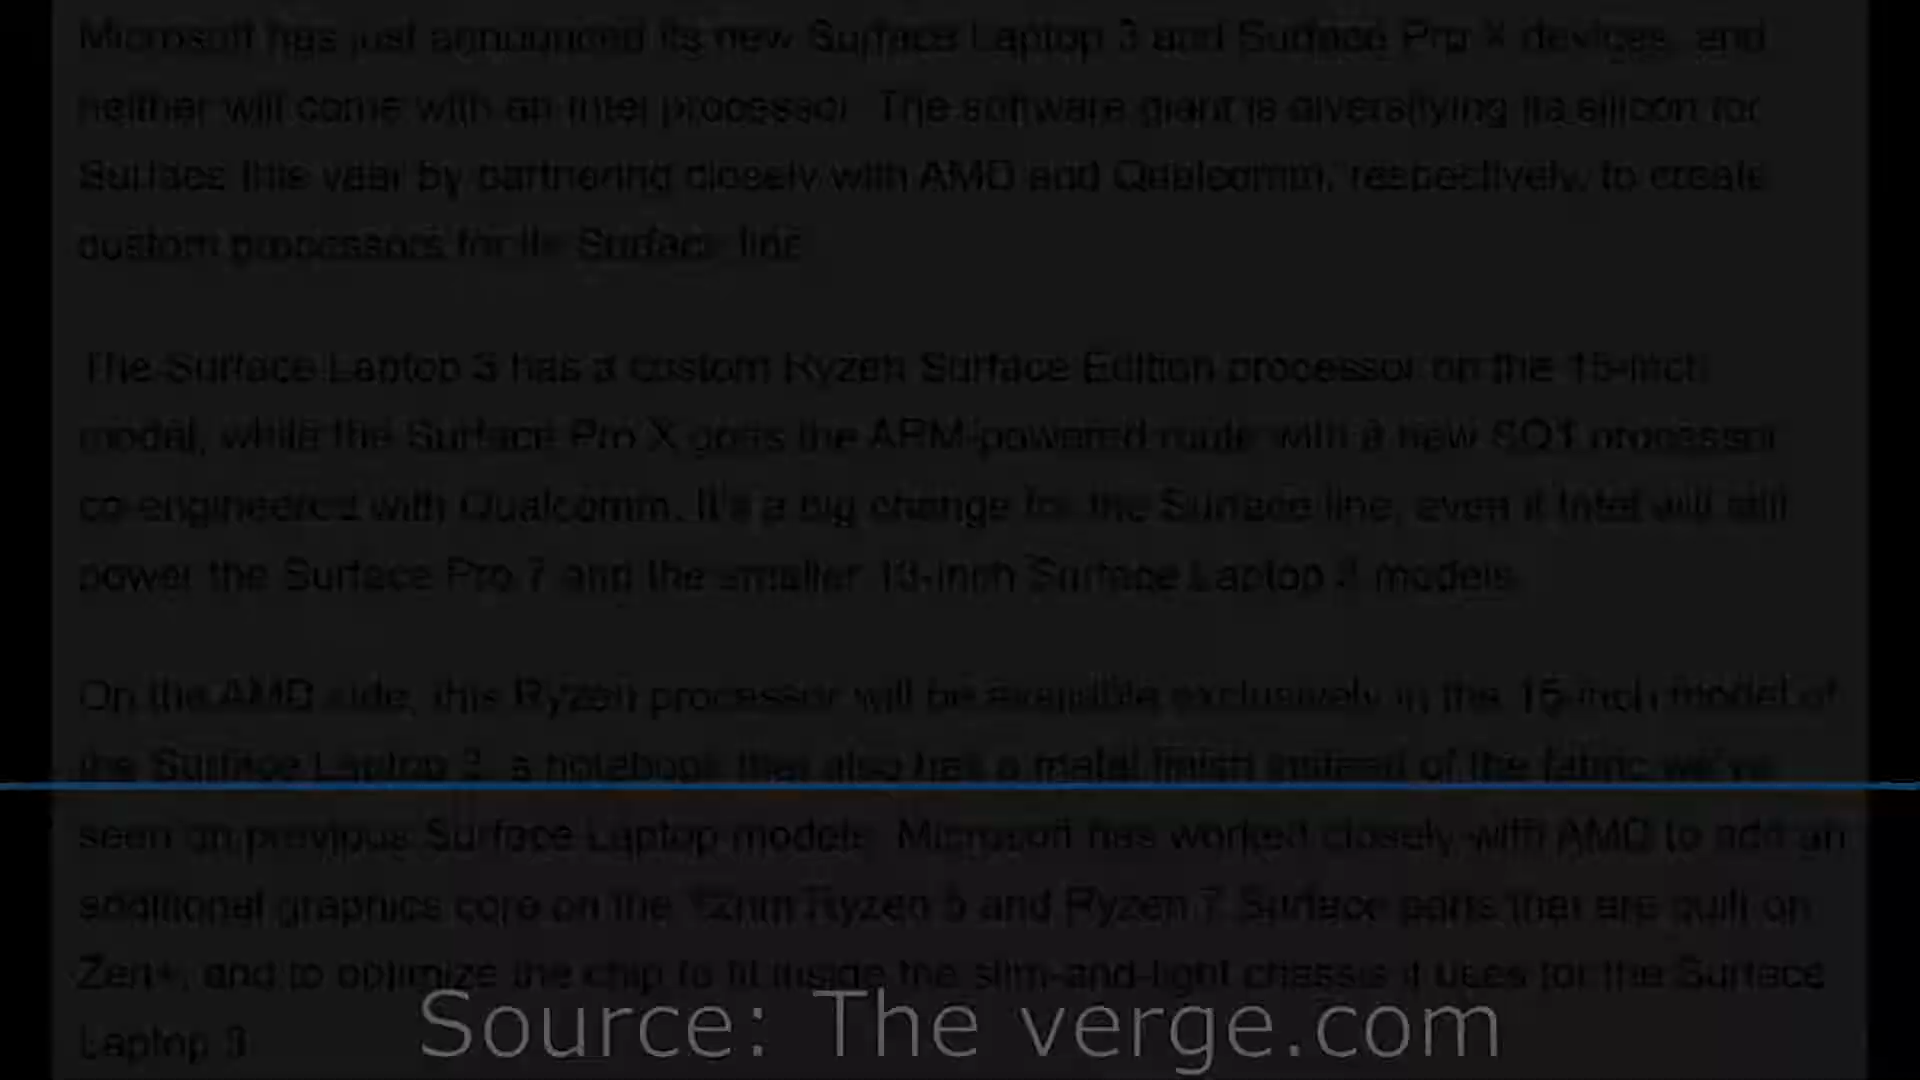 Microsoft has just announced its new Surface Laptop 3 and Surface Pro X devices, and
neither will come with an Intel processor. The software giant is diversifying its silicon for
Surface this year by partnering closely with AMD and Qualcomm, respectively, to create
custom processors for its Surface line.
The Surface Laptop 3 has a custom Ryzen Surface Edition processor on the 15-inch
model, while the Surface Pro X goes the ARM-powered route with a new SQ1 processor
co-engineered with Qualcomm. It's a big change for the Surface line, even if Intel will still
power the Surface Pro 7 and the smaller 13-inch Surface Laptop 3 models.
On the AMD side, this Ryzen processor will be available exclusively in the 15-inch model of
the Surface Laptop 3, a notebook that also has a metal finish instead of the fabric we've
seen on previous Surface Laptop models. Microsoft has worked closely with AMD to add an
additional graphics core on the 12nm Ryzen 5 and Ryzen 7 Surface parts that are built on
Zen+, and to optimize the chip to fit inside the slim-and-light chassis it uses for the Surface
Laptop 3.
Source: The verge.com